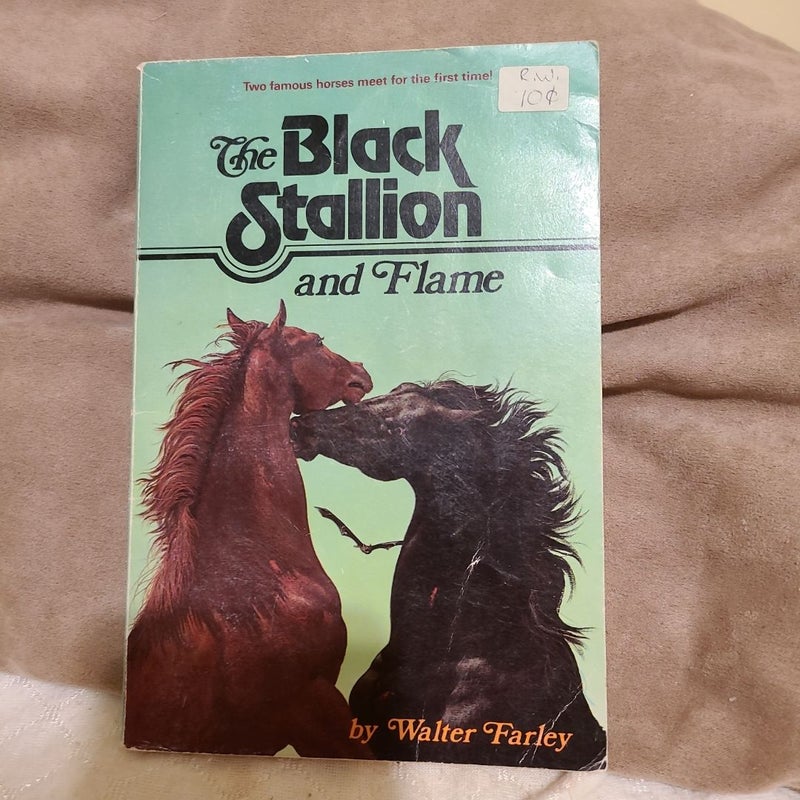 Two famous horses meet for the first time!
R.W.
10¢
The Black
Stallion
and Flame
by Walter Farley